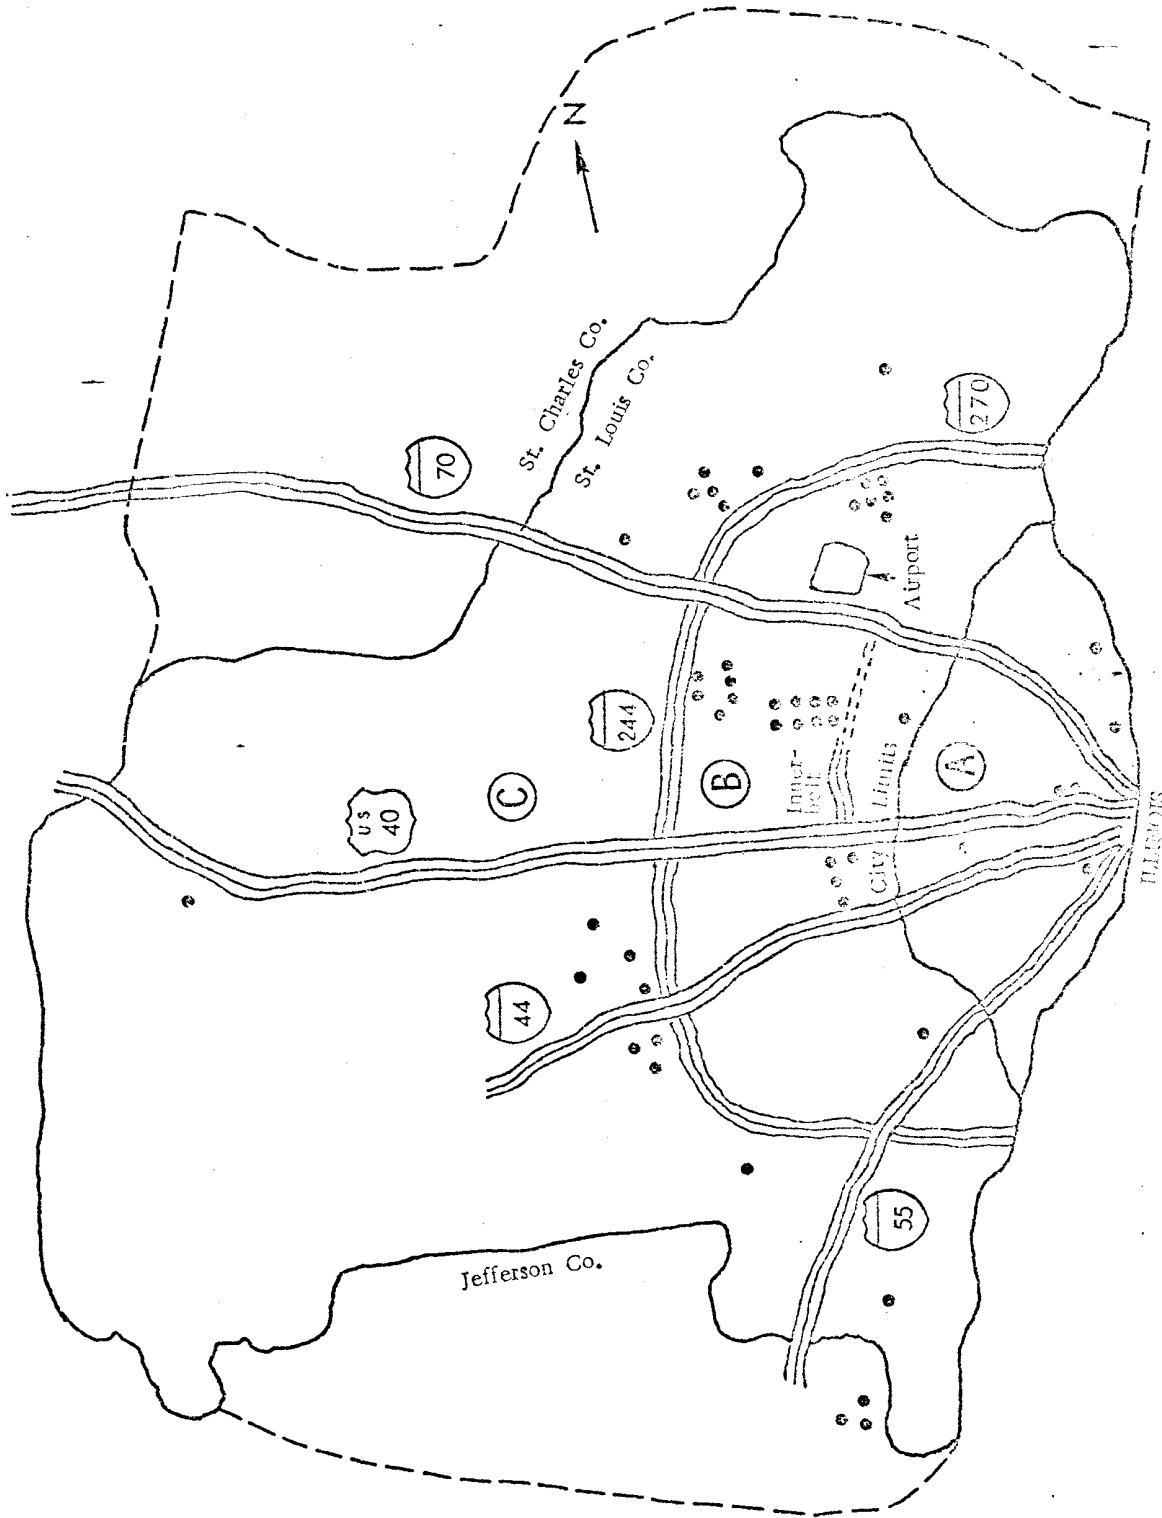 N
St. Charles Co.
St. Louis Co.
70
270
Airport
244
Inner-
belt
City Limits
A
B
C
US
40
44
55
Jefferson Co.
ILLINOIS